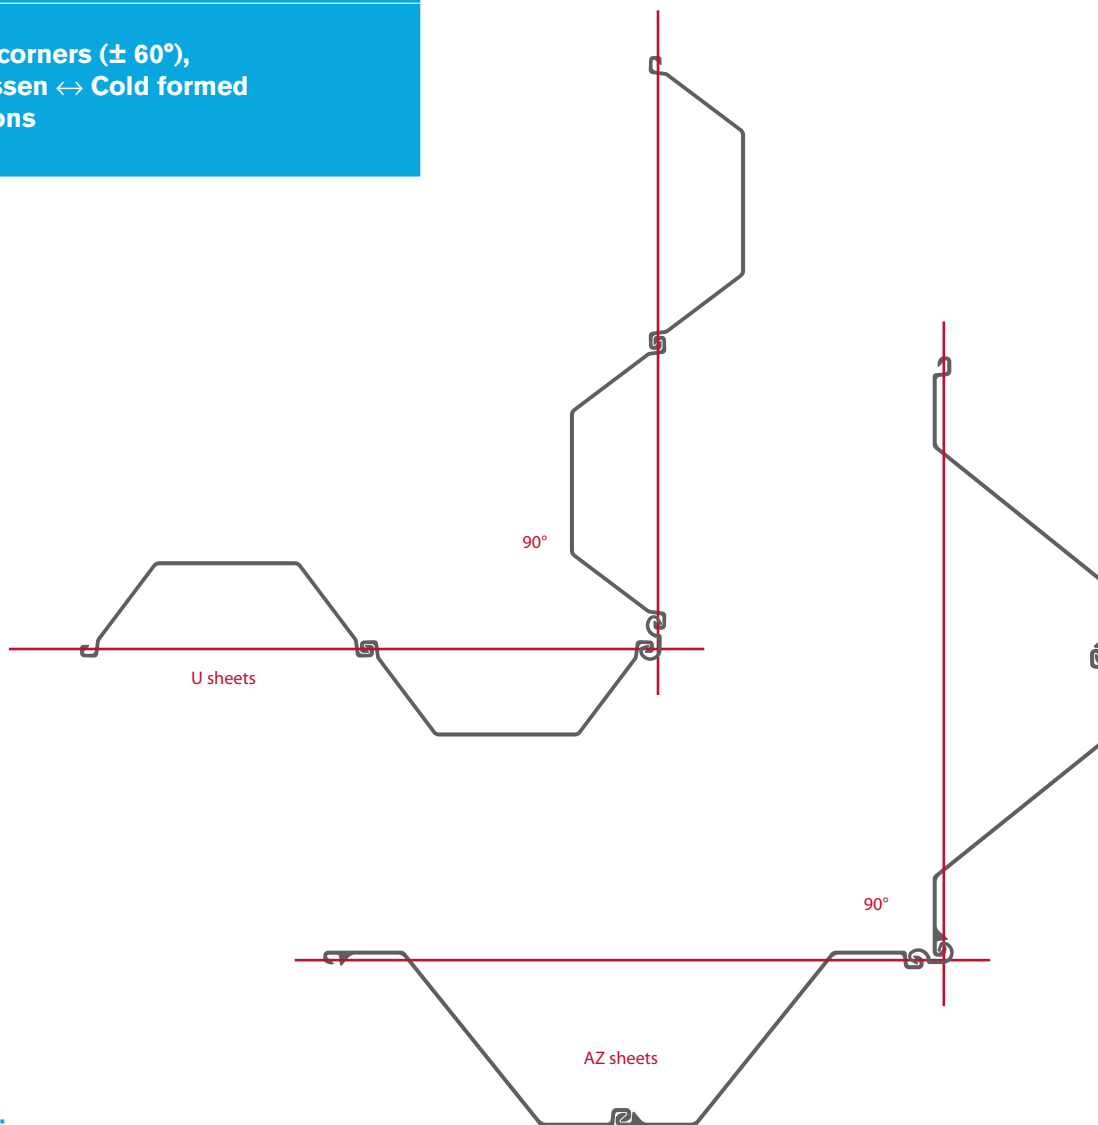 corners (± 60°),
ssen ↔ Cold formed
ons
90°
U sheets
90°
AZ sheets